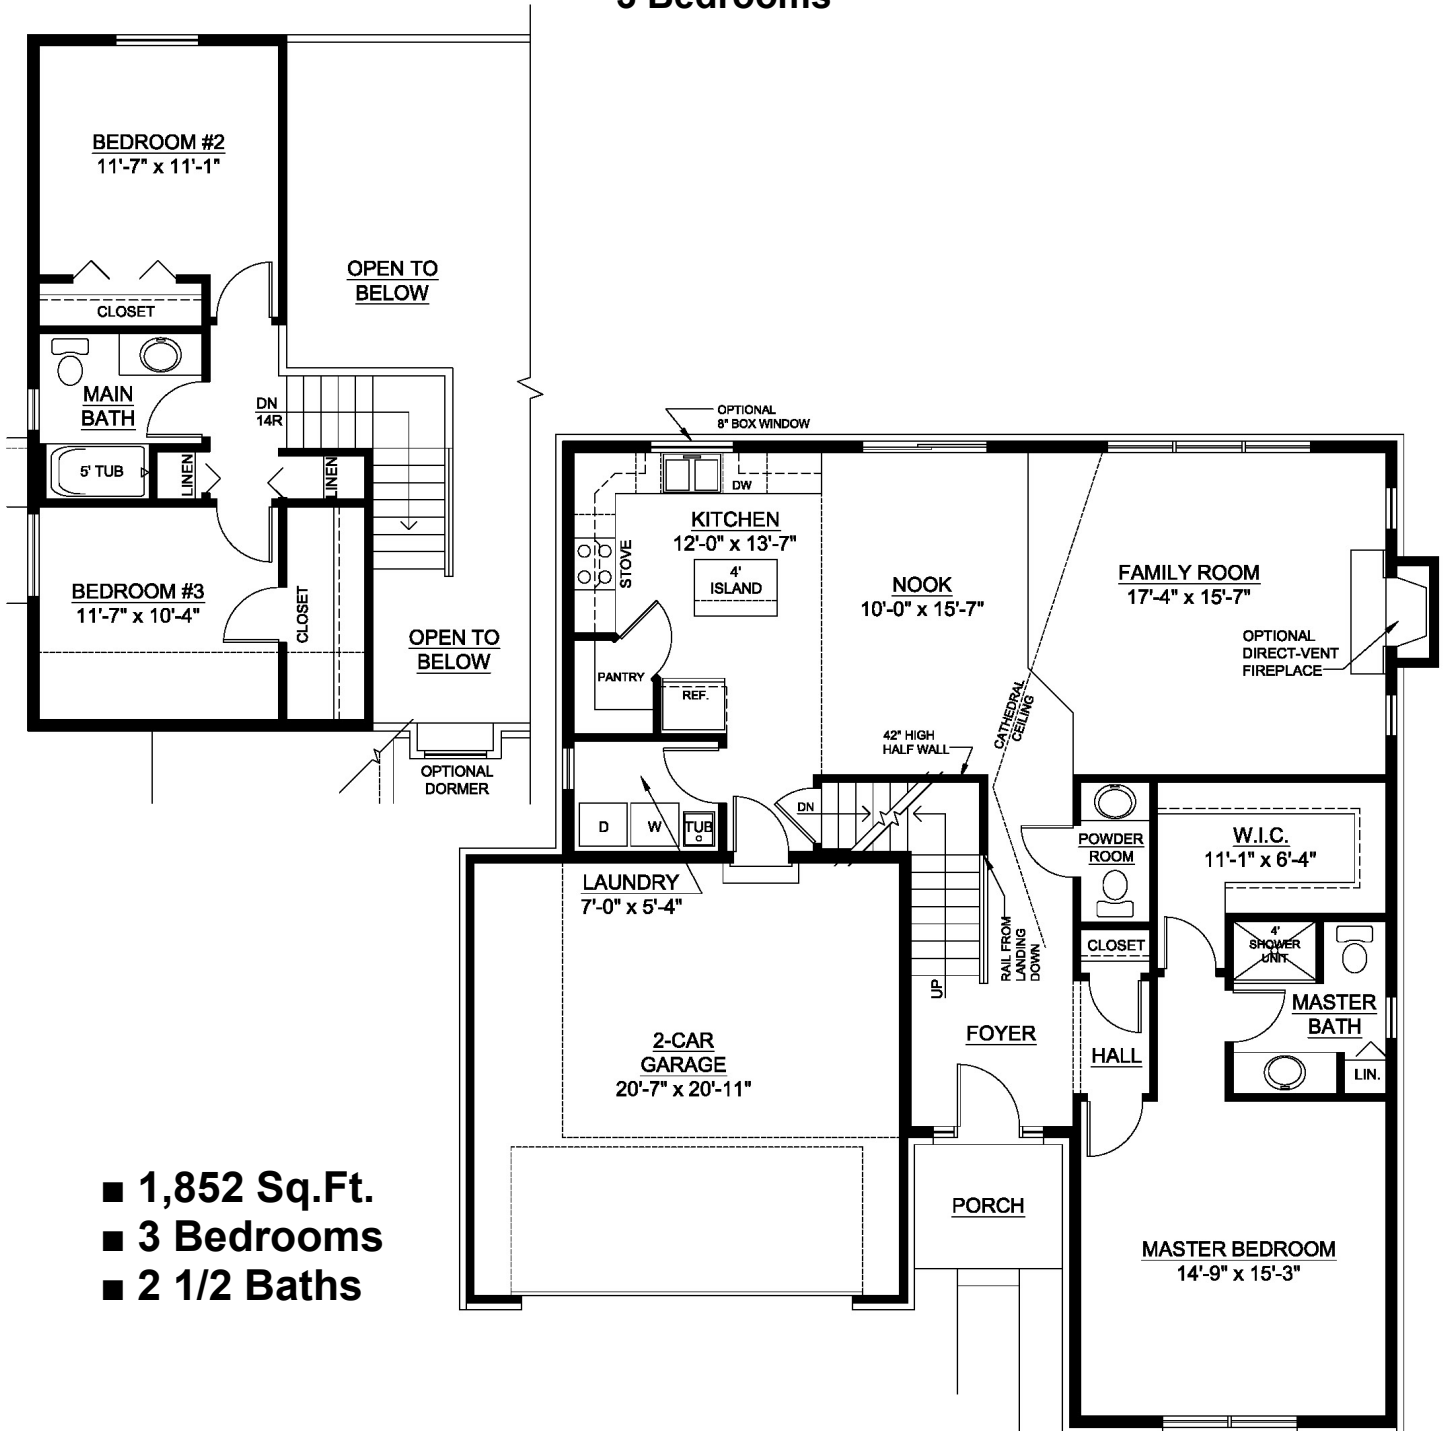 3 Bedrooms
BEDROOM #2
11'-7" x 11'-1"
OPEN TO
BELOW
CLOSET
MAIN
BATH
DN
14R
5' TUB
LINEN
LINEN
BEDROOM #3
11'-7" x 10'-4"
CLOSET
OPEN TO
BELOW
OPTIONAL
DORMER
OPTIONAL
8" BOX WINDOW
DW
KITCHEN
12'-0" x 13'-7"
STOVE
4'
ISLAND
NOOK
10'-0" x 15'-7"
FAMILY ROOM
17'-4" x 15'-7"
OPTIONAL
DIRECT-VENT
FIREPLACE
PANTRY
REF.
CATHEDRAL
CEILING
42" HIGH
HALF WALL
DN
D
W
TUB
POWDER
ROOM
W.I.C.
11'-1" x 6'-4"
LAUNDRY
7'-0" x 5'-4"
RAIL FROM
LANDING
DOWN
UP
CLOSET
4'
SHOWER
UNIT
MASTER
BATH
FOYER
HALL
LIN.
2-CAR
GARAGE
20'-7" x 20'-11"
PORCH
MASTER BEDROOM
14'-9" x 15'-3"
■ 1,852 Sq.Ft.
■ 3 Bedrooms
■ 2 1/2 Baths